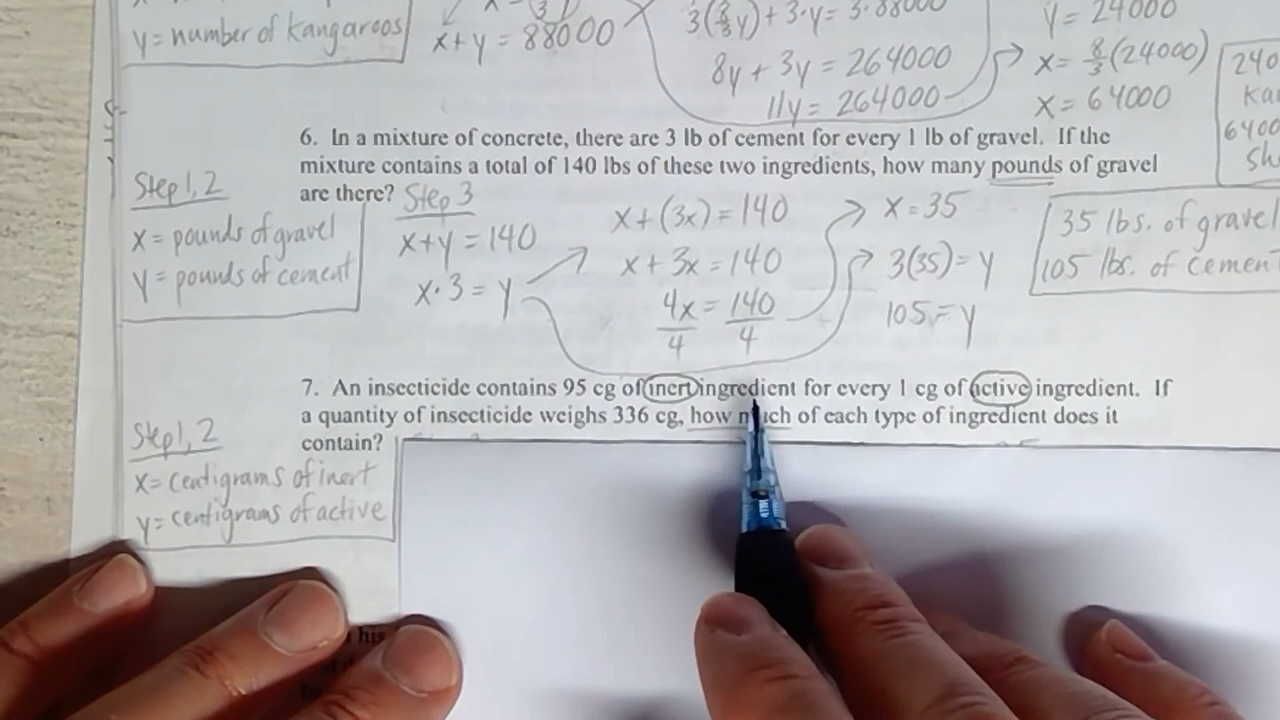 y = number of kangaroos
x + y = 88000
3(8/3y) + 3·y = 3·88000
8y + 3y = 264000
11y = 264000
y = 24000
x = 8/3(24000)
x = 64000
240
6400
6. In a mixture of concrete, there are 3 lb of cement for every 1 lb of gravel. If the
mixture contains a total of 140 lbs of these two ingredients, how many pounds of gravel
are there?
Step 1, 2
x = pounds of gravel
y = pounds of cement
Step 3
x + y = 140
x · 3 = y
x + (3x) = 140
x + 3x = 140
4x = 140
4 4
x = 35
3(35) = y
105 = y
35 lbs. of gravel
105 lbs. of cement
7. An insecticide contains 95 cg of inert ingredient for every 1 cg of active ingredient. If
a quantity of insecticide weighs 336 cg, how much of each type of ingredient does it
contain?
Step 1, 2
x = centigrams of inert
y = centigrams of active
his